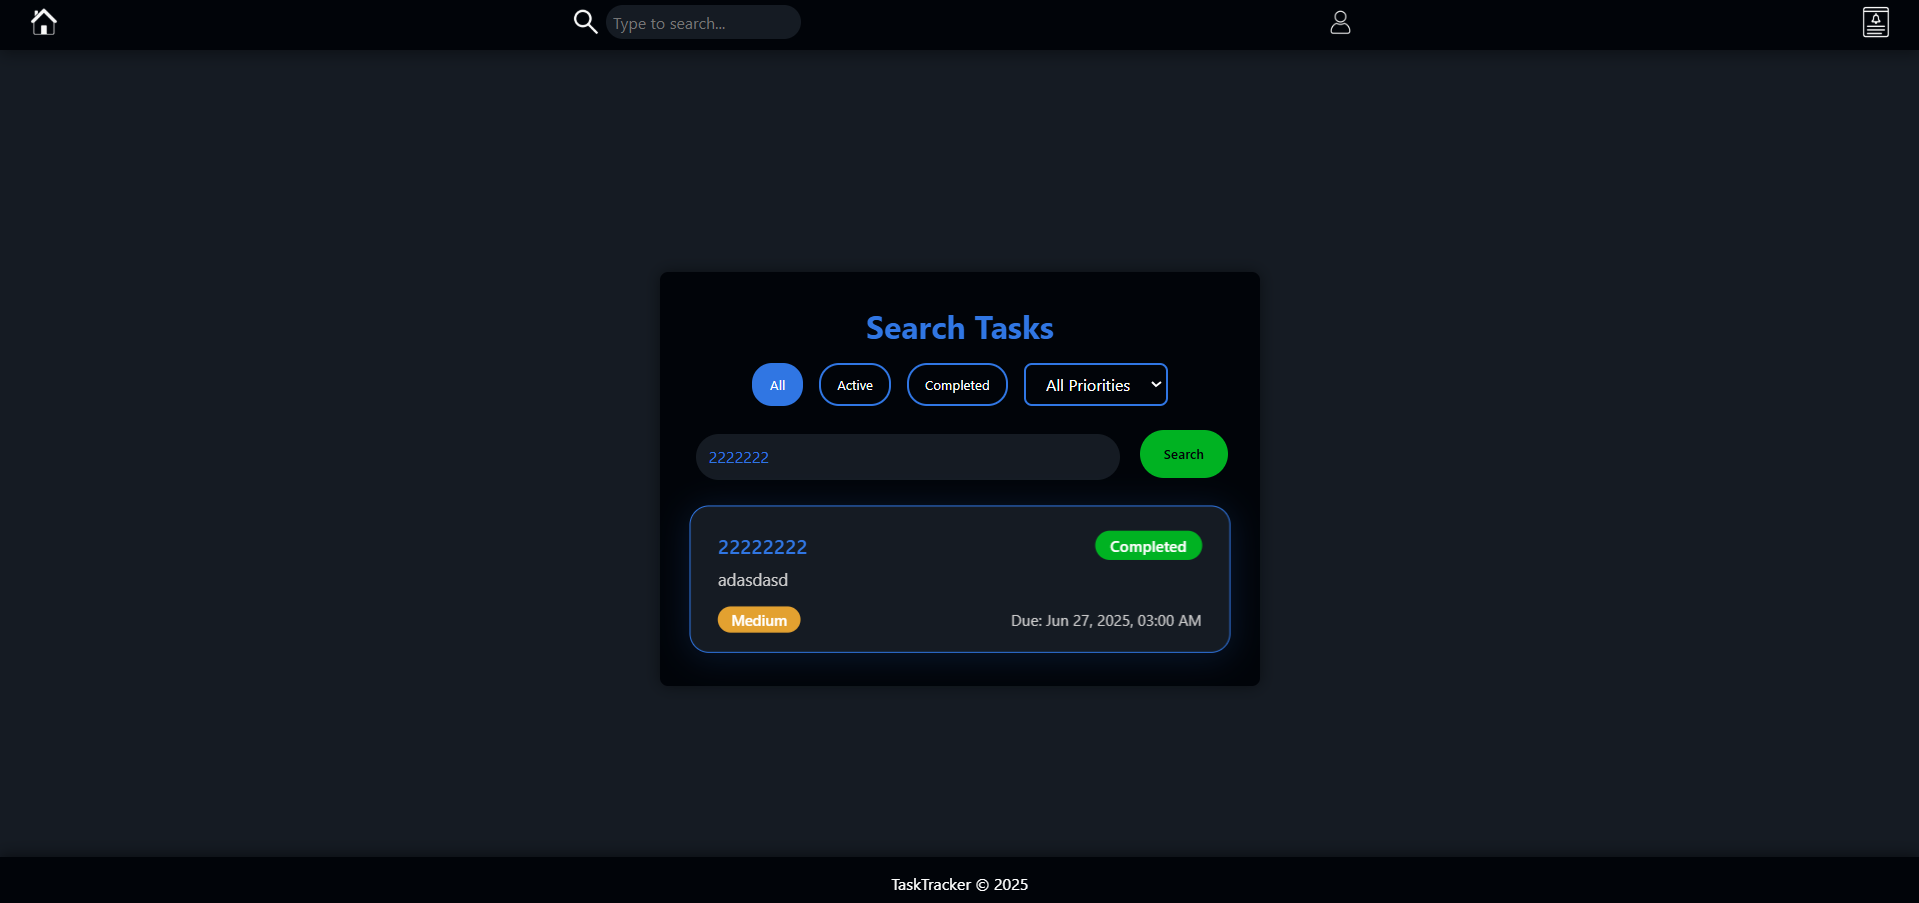 Type to search...
Search Tasks
All Active Completed All Priorities
2222222 Search
22222222 Completed
adasdasd
Medium Due: Jun 27, 2025, 03:00 AM
TaskTracker © 2025